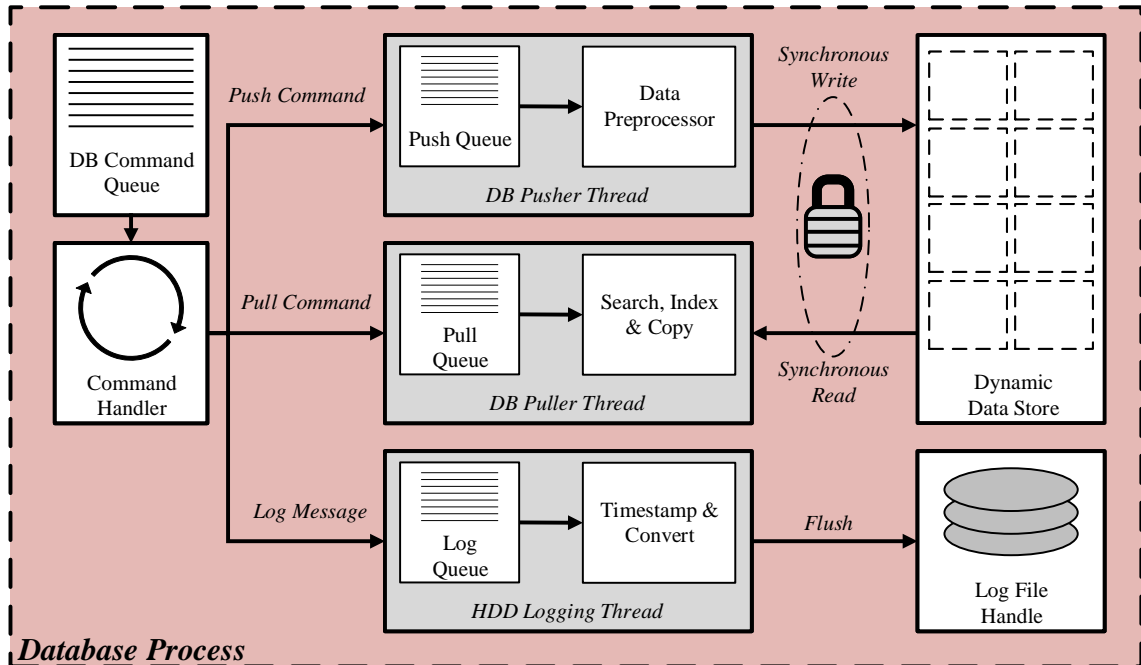 DB Command
Queue
Command
Handler
Push Command
Pull Command
Log Message
Push Queue
Data
Preprocessor
DB Pusher Thread
Pull
Queue
Search, Index
& Copy
DB Puller Thread
Log
Queue
Timestamp &
Convert
HDD Logging Thread
Synchronous
Write
Synchronous
Read
Flush
Dynamic
Data Store
Log File
Handle
Database Process